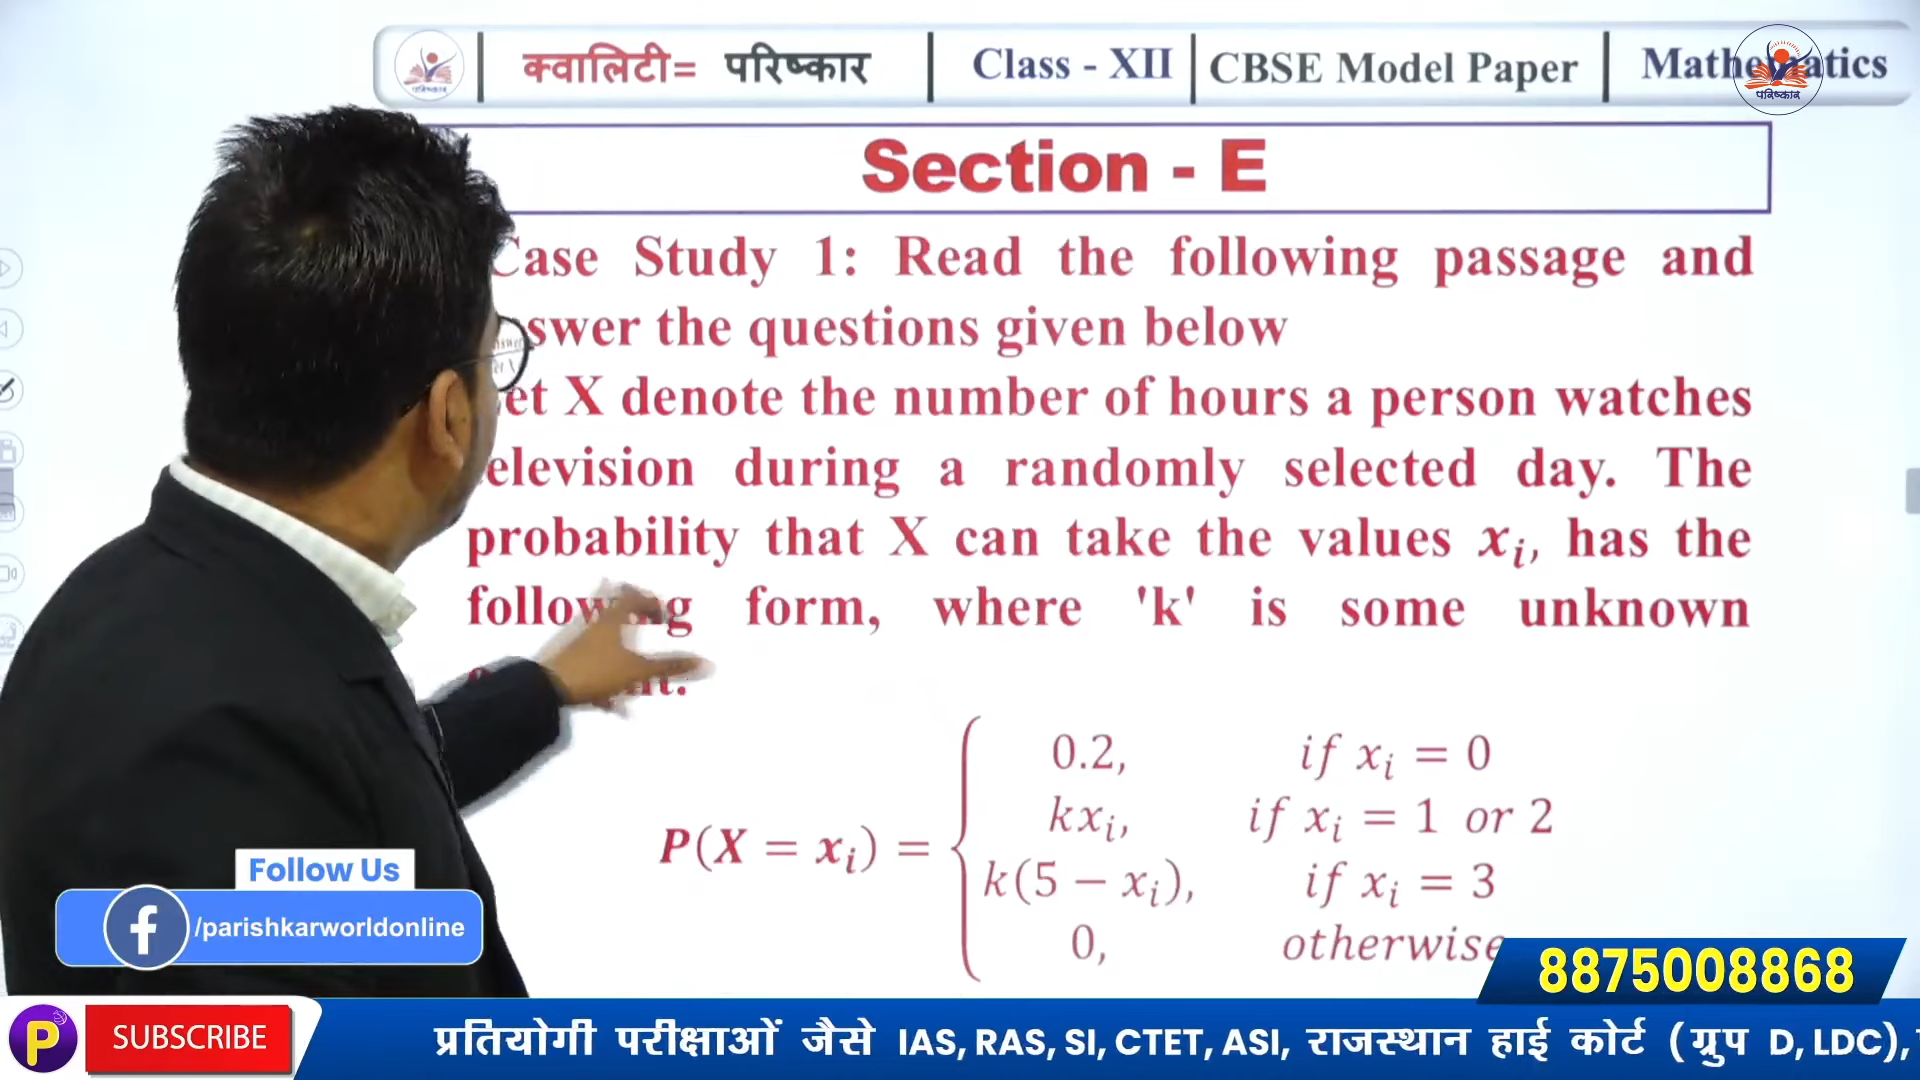 क्वालिटी= परिष्कार Class - XII CBSE Model Paper Mathematics
परिष्कार
परिष्कार
Section - E
Case Study 1: Read the following passage and
swer the questions given below
et X denote the number of hours a person watches
elevision during a randomly selected day. The
probability that X can take the values xᵢ, has the
following form, where 'k' is some unknown
P(X = xᵢ) =
0.2, if xᵢ = 0
kxᵢ, if xᵢ = 1 or 2
k(5 − xᵢ), if xᵢ = 3
0, otherwise
Follow Us
f /parishkarworldonline
8875008868
P SUBSCRIBE
प्रतियोगी परीक्षाओं जैसे IAS, RAS, SI, CTET, ASI, राजस्थान हाई कोर्ट (ग्रुप D, LDC),